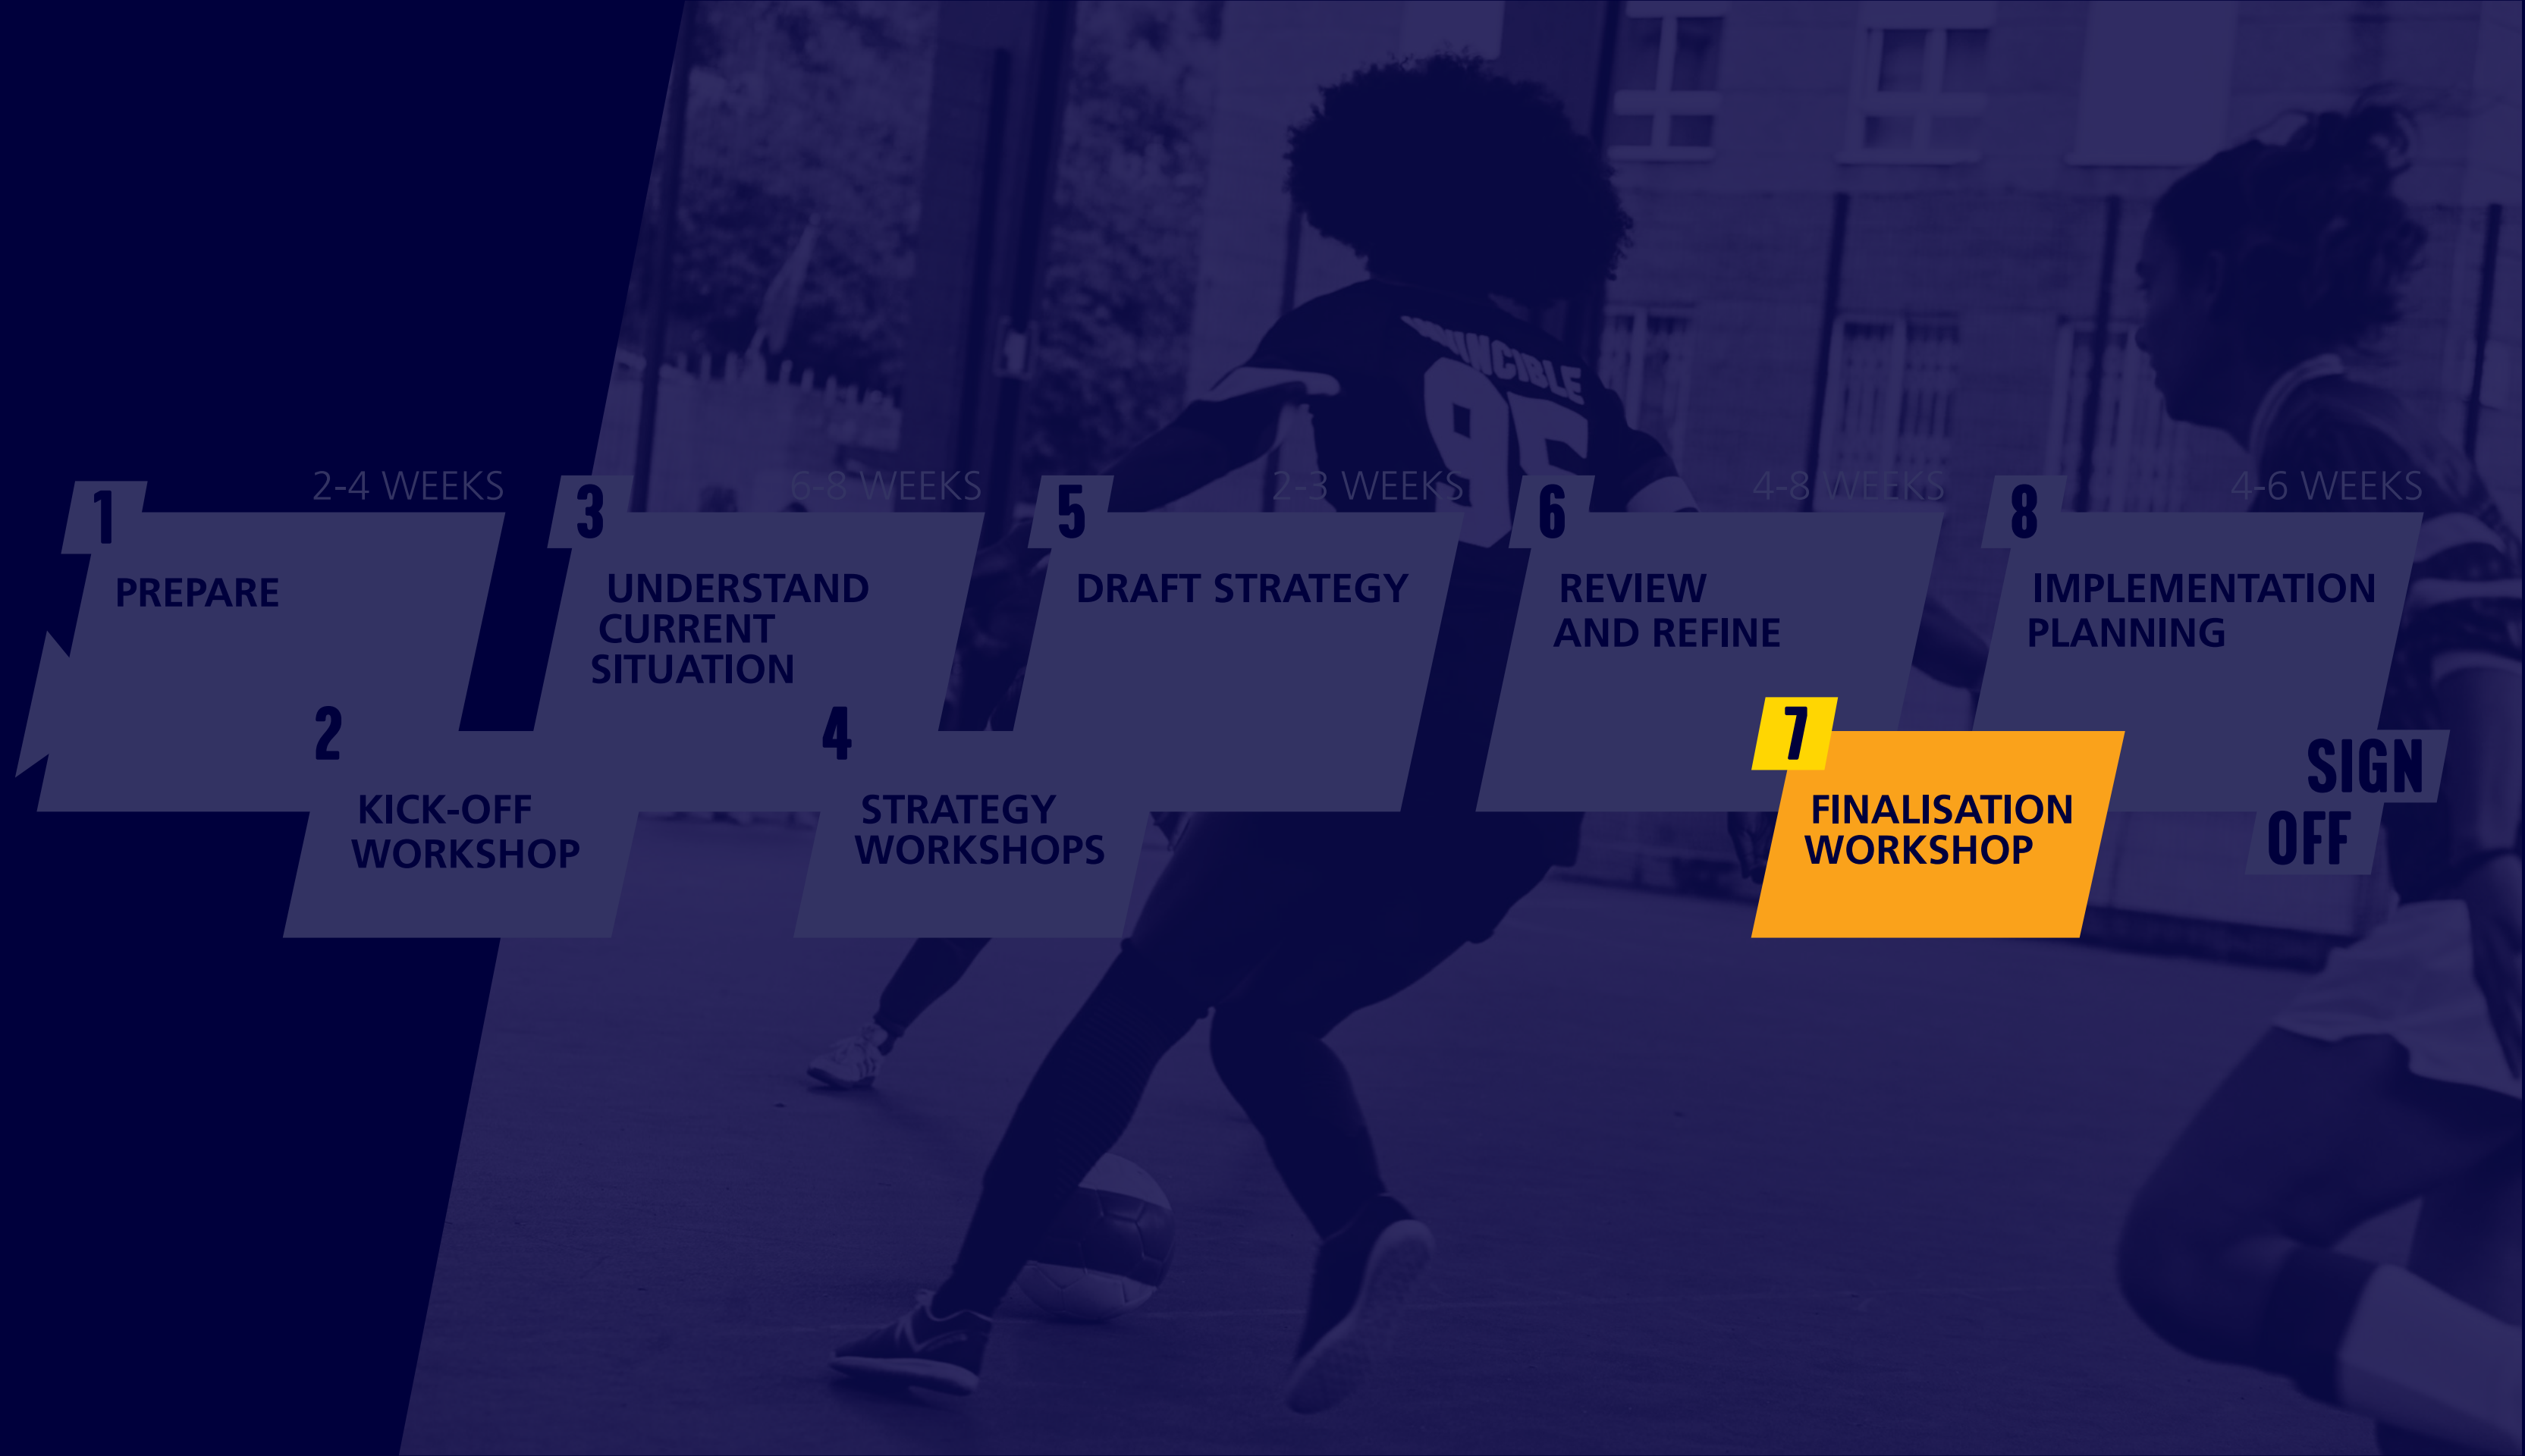 1
2-4 WEEKS
PREPARE
2
KICK-OFF
WORKSHOP
3
6-8 WEEKS
UNDERSTAND
CURRENT
SITUATION
4
STRATEGY
WORKSHOPS
5
2-3 WEEKS
DRAFT STRATEGY
6
4-8 WEEKS
REVIEW
AND REFINE
7
FINALISATION
WORKSHOP
8
4-6 WEEKS
IMPLEMENTATION
PLANNING
SIGN
OFF
INVINCIBLE
95